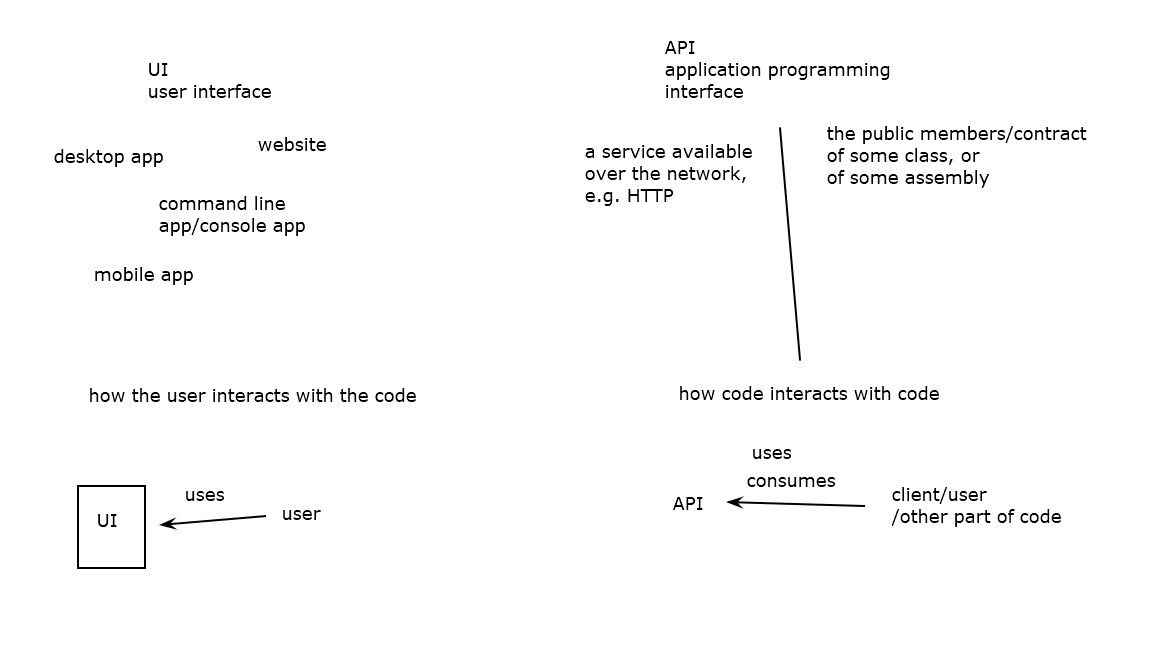 UI
user interface
desktop app
website
command line
app/console app
mobile app
how the user interacts with the code
UI
uses
user
API
application programming
interface
a service available
over the network,
e.g. HTTP
the public members/contract
of some class, or
of some assembly
how code interacts with code
uses
consumes
API
client/user
/other part of code